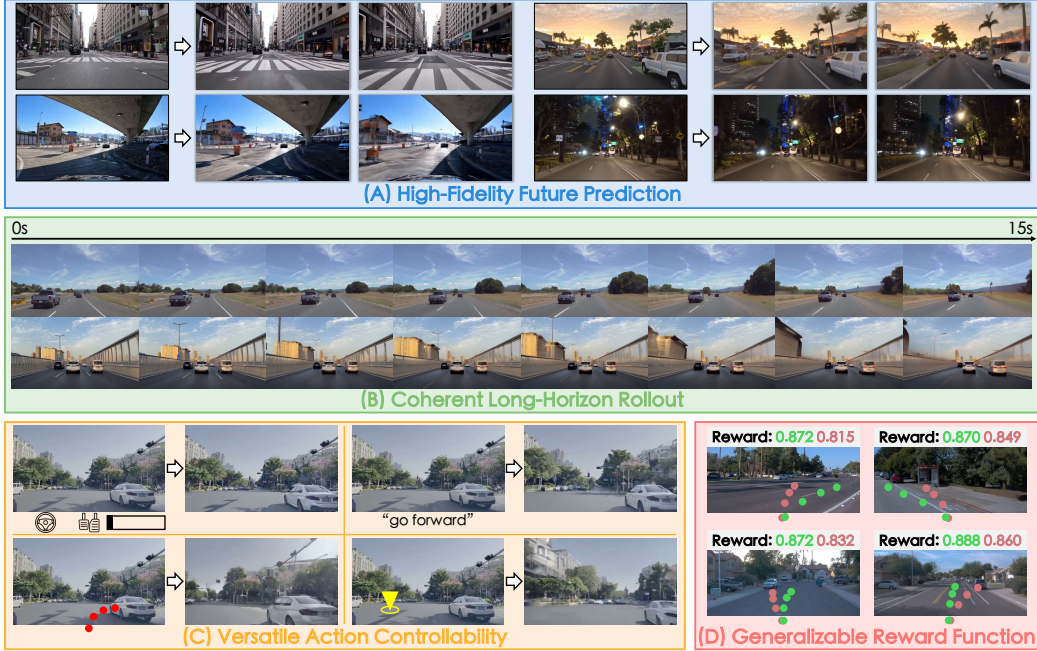 (A) High-Fidelity Future Prediction
0s 15s
(B) Coherent Long-Horizon Rollout
"go forward"
(C) Versatile Action Controllability
Reward: 0.872 0.815
Reward: 0.870 0.849
Reward: 0.872 0.832
Reward: 0.888 0.860
(D) Generalizable Reward Function